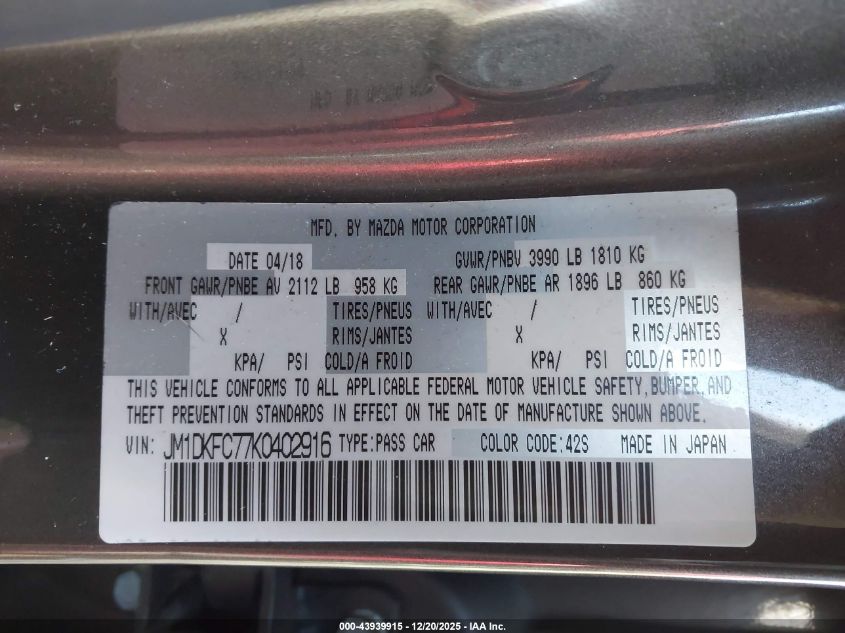 MFD. BY MAZDA MOTOR CORPORATION
DATE 04/18 GVWR/PNBV 3990 LB 1810 KG
FRONT GAWR/PNBE AV 2112 LB 958 KG REAR GAWR/PNBE AR 1896 LB 860 KG
WITH/AVEC / TIRES/PNEUS WITH/AVEC / TIRES/PNEUS
X RIMS/JANTES X RIMS/JANTES
KPA/ PSI COLD/A FROID KPA/ PSI COLD/A FROID
THIS VEHICLE CONFORMS TO ALL APPLICABLE FEDERAL MOTOR VEHICLE SAFETY,BUMPER,AND
THEFT PREVENTION STANDARDS IN EFFECT ON THE DATE OF MANUFACTURE SHOWN ABOVE.
VIN: JM1DKFC77K0402916 TYPE:PASS CAR COLOR CODE:42S MADE IN JAPAN
000-43939915 - 12/20/2025 - IAA Inc.